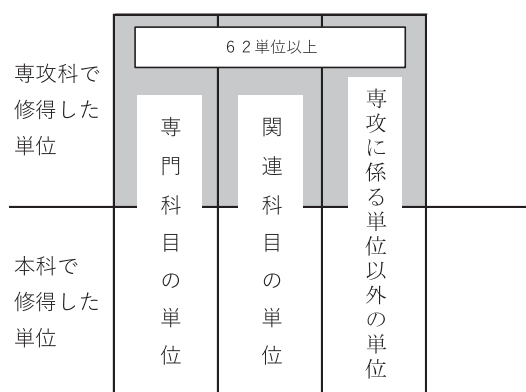 ６２単位以上
専攻科で
修得した
単位
専門科目の単位
関連科目の単位
専攻に係る単位以外の単位
本科で
修得した
単位